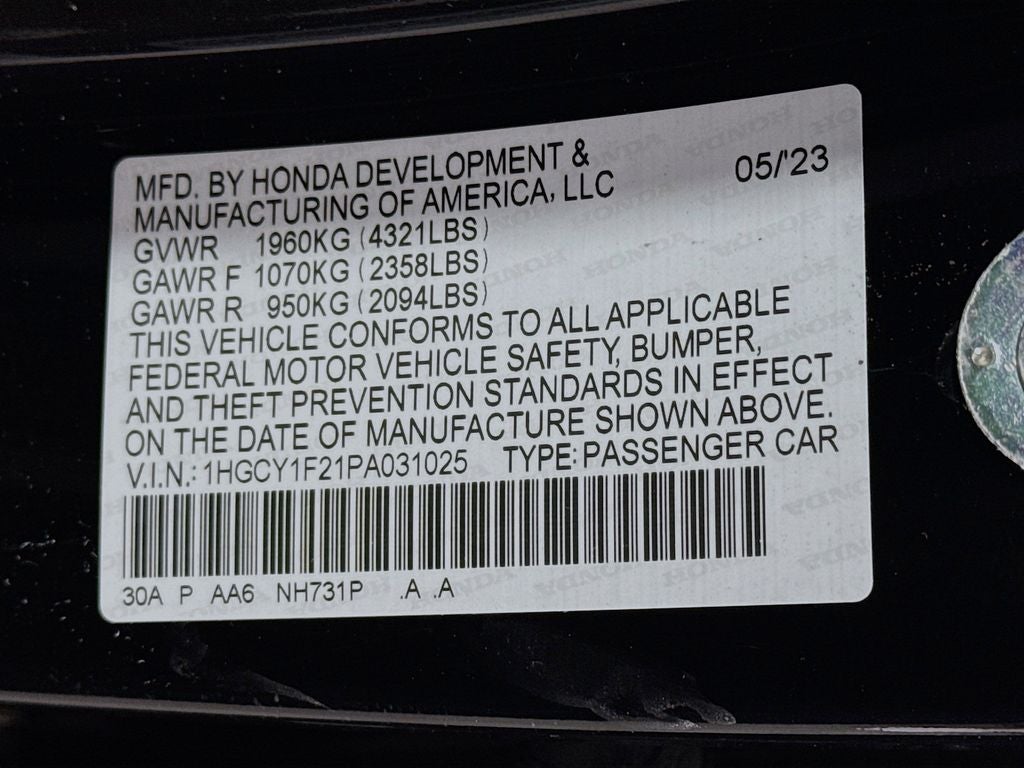 MFD. BY HONDA DEVELOPMENT &
MANUFACTURING OF AMERICA, LLC
05/'23
GVWR 1960KG (4321LBS)
GAWR F 1070KG (2358LBS)
GAWR R 950KG (2094LBS)
THIS VEHICLE CONFORMS TO ALL APPLICABLE
FEDERAL MOTOR VEHICLE SAFETY, BUMPER,
AND THEFT PREVENTION STANDARDS IN EFFECT
ON THE DATE OF MANUFACTURE SHOWN ABOVE.
V.I.N.: 1HGCY1F21PA031025 TYPE: PASSENGER CAR
30A P AA6 NH731P .A .A